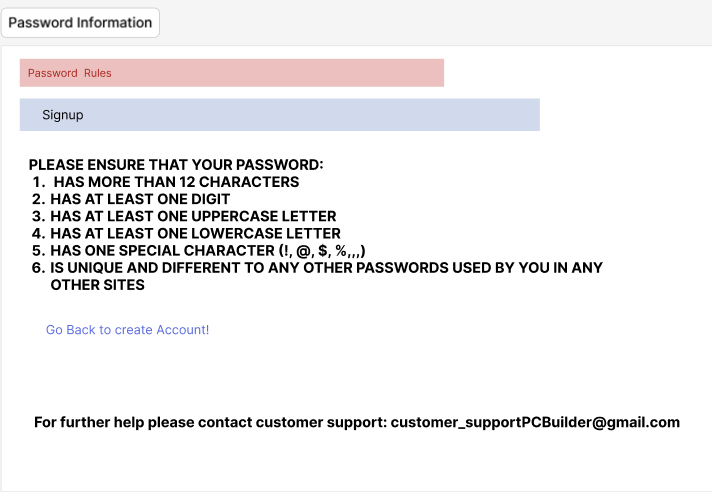 Password Information
Password Rules
Signup
PLEASE ENSURE THAT YOUR PASSWORD:
1. HAS MORE THAN 12 CHARACTERS
2. HAS AT LEAST ONE DIGIT
3. HAS AT LEAST ONE UPPERCASE LETTER
4. HAS AT LEAST ONE LOWERCASE LETTER
5. HAS ONE SPECIAL CHARACTER (!, @, $, %,,,)
6. IS UNIQUE AND DIFFERENT TO ANY OTHER PASSWORDS USED BY YOU IN ANY
OTHER SITES
Go Back to create Account!
For further help please contact customer support: customer_supportPCBuilder@gmail.com